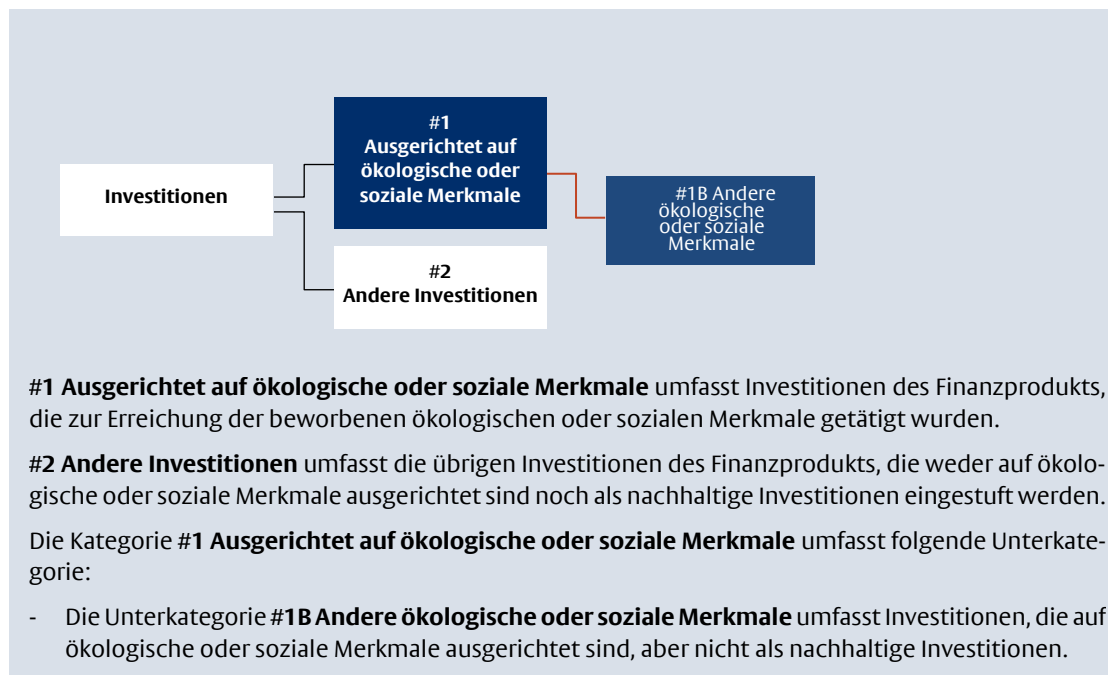 #1
Ausgerichtet auf
ökologische oder
soziale Merkmale
Investitionen
#1B Andere
ökologische
oder soziale
Merkmale
#2
Andere Investitionen
#1 Ausgerichtet auf ökologische oder soziale Merkmale umfasst Investitionen des Finanzprodukts,
die zur Erreichung der beworbenen ökologischen oder sozialen Merkmale getätigt wurden.
#2 Andere Investitionen umfasst die übrigen Investitionen des Finanzprodukts, die weder auf ökolo-
gische oder soziale Merkmale ausgerichtet sind noch als nachhaltige Investitionen eingestuft werden.
Die Kategorie #1 Ausgerichtet auf ökologische oder soziale Merkmale umfasst folgende Unterkate-
gorie:
- Die Unterkategorie #1B Andere ökologische oder soziale Merkmale umfasst Investitionen, die auf
ökologische oder soziale Merkmale ausgerichtet sind, aber nicht als nachhaltige Investitionen.